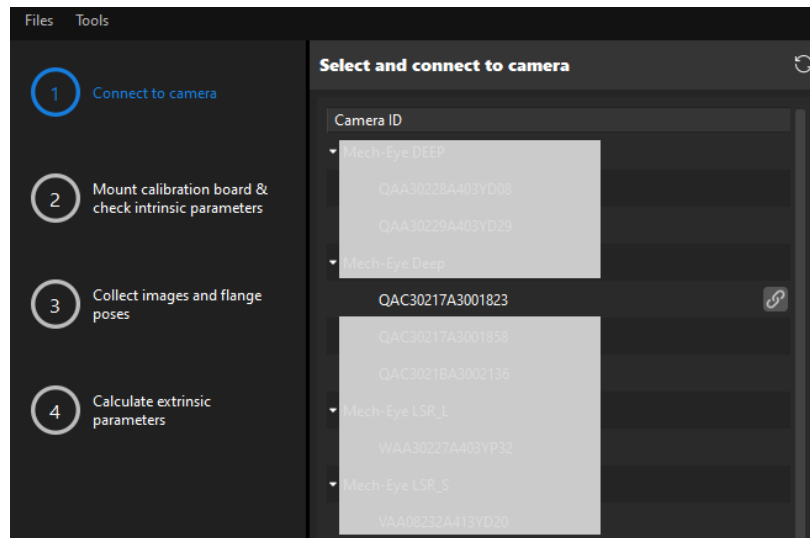 Files Tools
Select and connect to camera
1 Connect to camera
Camera ID
Mech-Eye DEEP
QAA30228A403YD08
QAA30229A403YD29
2 Mount calibration board &
check intrinsic parameters
Mech-Eye Deep
QAC30217A3001823
QAC30217A3001858
QAC3021BA3002136
3 Collect images and flange
poses
4 Calculate extrinsic
parameters
Mech-Eye LSR_L
WAA30227A403YP32
Mech-Eye LSR_S
VAA08232A413YD20